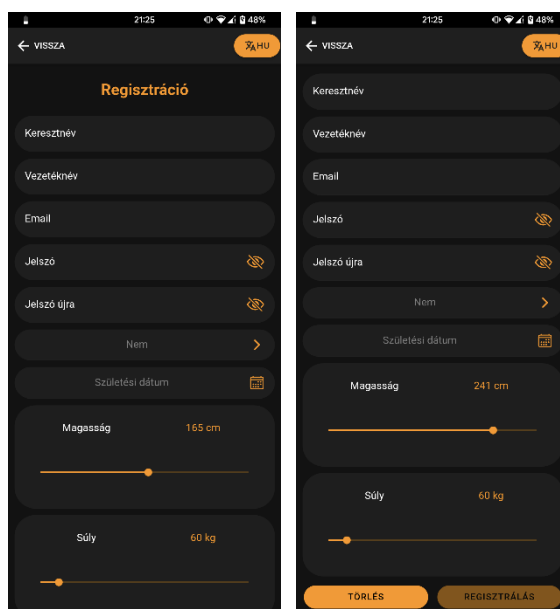 21:25
48%
VISSZA
HU
Regisztráció
Keresztnév
Vezetéknév
Email
Jelszó
Jelszó újra
Nem
Születési dátum
Magasság 165 cm
Súly 60 kg
21:25
48%
VISSZA
HU
Keresztnév
Vezetéknév
Email
Jelszó
Jelszó újra
Nem
Születési dátum
Magasság 241 cm
Súly 60 kg
TÖRLÉS REGISZTRÁLÁS